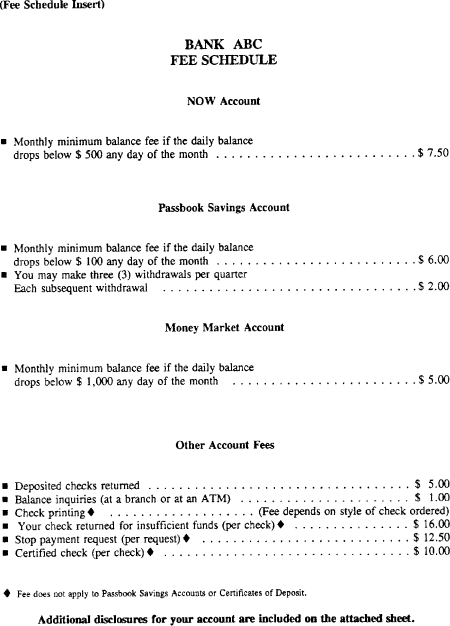 (Fee Schedule Insert)
BANK ABC
FEE SCHEDULE
NOW Account
■ Monthly minimum balance fee if the daily balance
drops below $ 500 any day of the month . . . . . . . . . . . . . . . . . . . . . . . . . . . $ 7.50
Passbook Savings Account
■ Monthly minimum balance fee if the daily balance
drops below $ 100 any day of the month . . . . . . . . . . . . . . . . . . . . . . . . . . . $ 6.00
■ You may make three (3) withdrawals per quarter
Each subsequent withdrawal . . . . . . . . . . . . . . . . . . . . . . . . . . . . . . . . . . $ 2.00
Money Market Account
■ Monthly minimum balance fee if the daily balance
drops below $ 1,000 any day of the month . . . . . . . . . . . . . . . . . . . . . . . . . $ 5.00
Other Account Fees
■ Deposited checks returned . . . . . . . . . . . . . . . . . . . . . . . . . . . . . . . . . . . $ 5.00
■ Balance inquiries (at a branch or at an ATM) . . . . . . . . . . . . . . . . . . . . . . . $ 1.00
■ Check printing♦ . . . . . . . . . . . . . . . . . . . (Fee depends on style of check ordered)
■ Your check returned for insufficient funds (per check)♦ . . . . . . . . . . . . . . . . $ 16.00
■ Stop payment request (per request)♦ . . . . . . . . . . . . . . . . . . . . . . . . . . . . $ 12.50
■ Certified check (per check)♦ . . . . . . . . . . . . . . . . . . . . . . . . . . . . . . . . . $ 10.00
♦ Fee does not apply to Passbook Savings Accounts or Certificates of Deposit.
Additional disclosures for your account are included on the attached sheet.